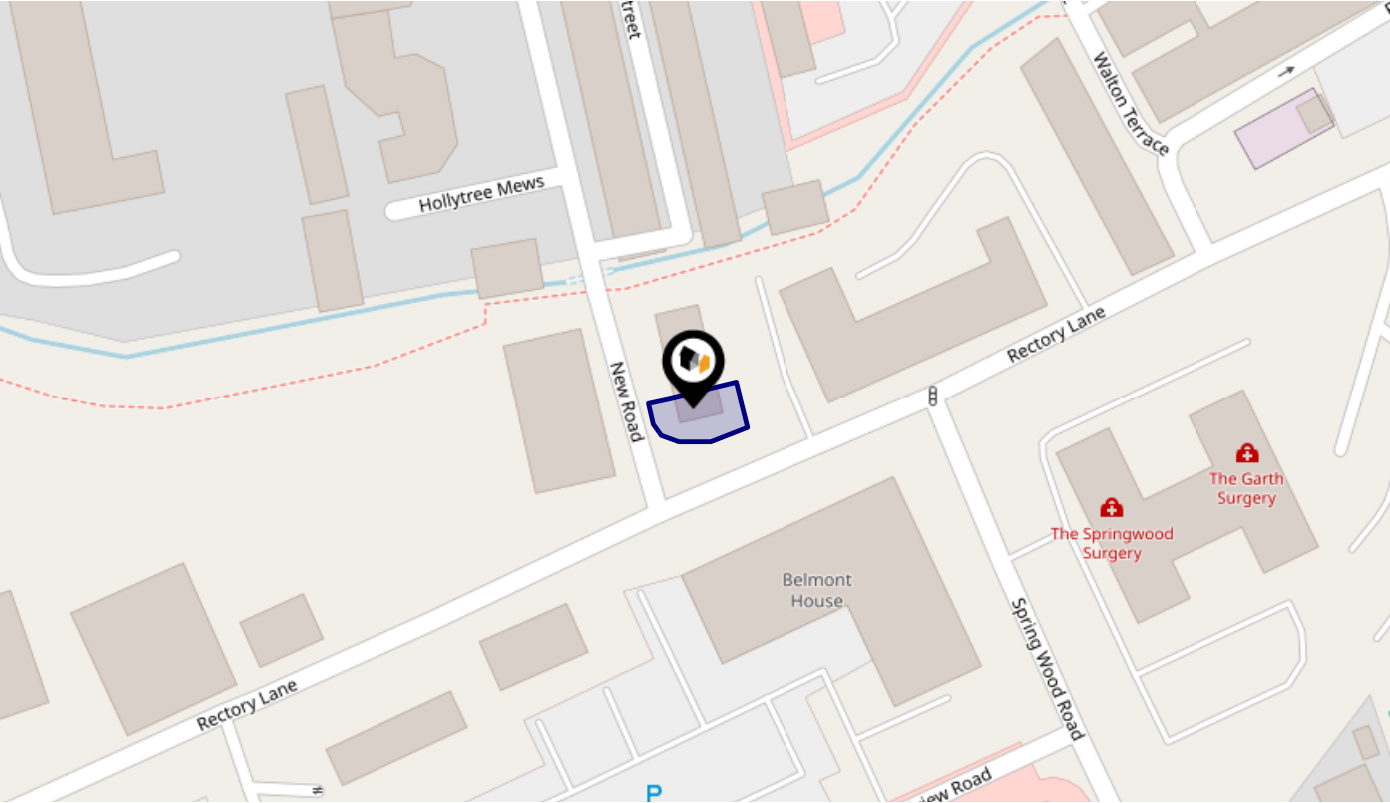 treet
Walton Terrace
Hollytree Mews
New Road
Rectory Lane
The Garth
Surgery
The Springwood
Surgery
Belmont
House
Spring Wood Road
Rectory Lane
iew Road
P